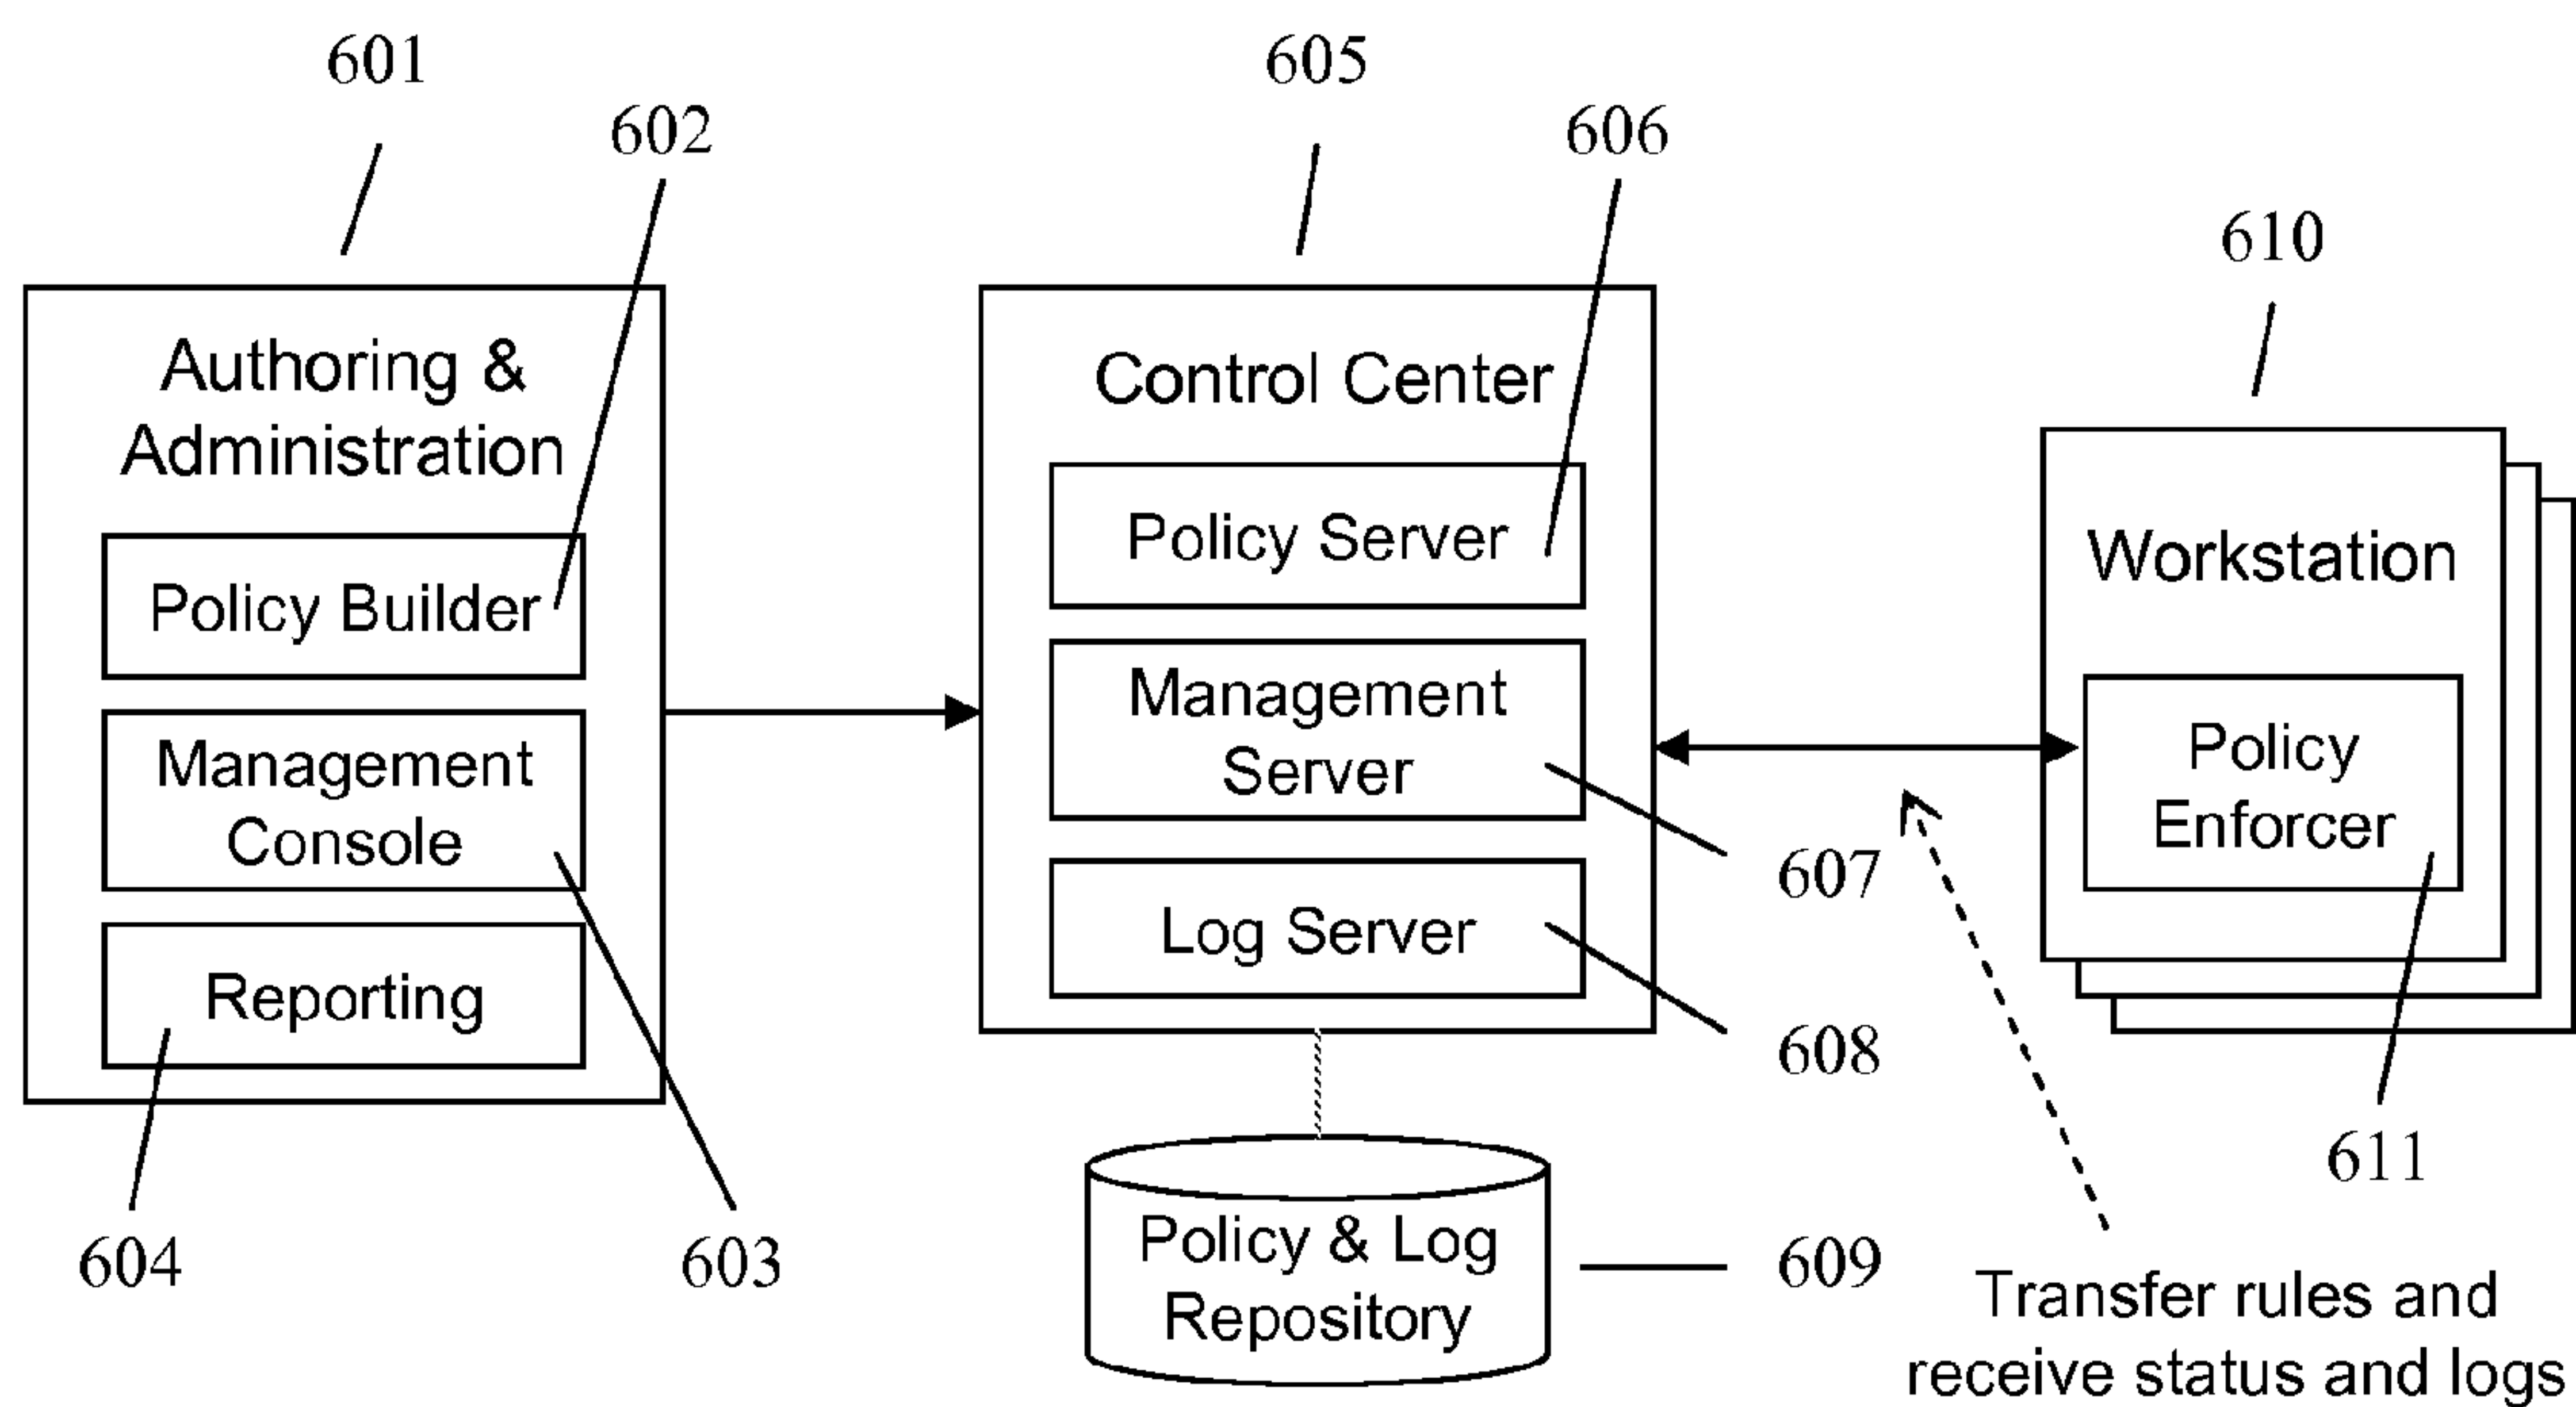 601
602
605
606
610
Authoring &
Administration
Policy Builder
Management
Console
Reporting
604
603
Control Center
Policy Server
Management
Server
Log Server
607
608
Policy & Log
Repository
609
Workstation
Policy
Enforcer
611
Transfer rules and
receive status and logs